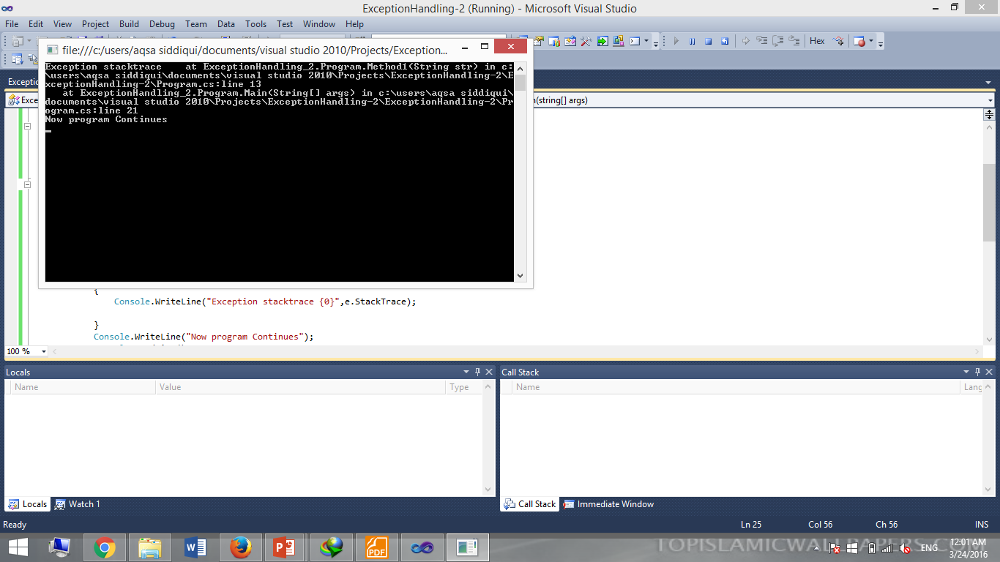 ExceptionHandling-2 (Running) - Microsoft Visual Studio
File Edit View Project Build Debug Team Data Tools Test Window Help
Hex
file:///c:/users/aqsa siddiqui/documents/visual studio 2010/Projects/Exception...
Exception stacktrace    at ExceptionHandling_2.Program.Method1(String str) in c:
\users\aqsa siddiqui\documents\visual studio 2010\Projects\ExceptionHandling-2\E
xceptionHandling-2\Program.cs:line 13
   at ExceptionHandling_2.Program.Main(String[] args) in c:\users\aqsa siddiqui\
documents\visual studio 2010\Projects\ExceptionHandling-2\ExceptionHandling-2\Pr
ogram.cs:line 21
Now program Continues
(string[] args)
{
Console.WriteLine("Exception stacktrace {0}",e.StackTrace);
}
Console.WriteLine("Now program Continues");
100 %
Locals
Name Value Type
Call Stack
Name Lang
Locals Watch 1
Call Stack Immediate Window
Ready Ln 25 Col 56 Ch 56 INS
TOPISLAMICWALLPAPERS.COM
ENG 12:01 AM
3/24/2016